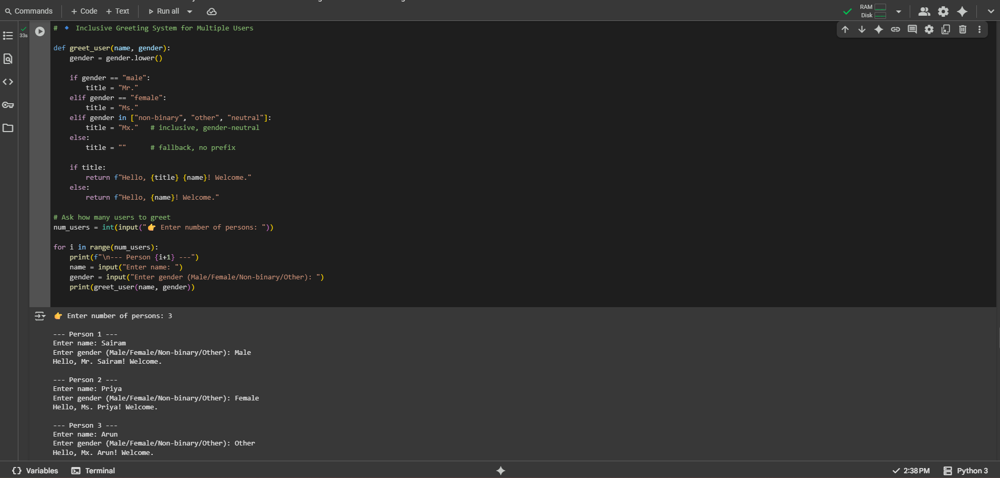 Commands + Code + Text Run all
RAM
Disk
33s
# 🔹 Inclusive Greeting System for Multiple Users
def greet_user(name, gender):
    gender = gender.lower()
    if gender == "male":
        title = "Mr."
    elif gender == "female":
        title = "Ms."
    elif gender in ["non-binary", "other", "neutral"]:
        title = "Mx."   # inclusive, gender-neutral
    else:
        title = ""      # fallback, no prefix
    if title:
        return f"Hello, {title} {name}! Welcome."
    else:
        return f"Hello, {name}! Welcome."
# Ask how many users to greet
num_users = int(input("👉 Enter number of persons: "))
for i in range(num_users):
    print(f"\n--- Person {i+1} ---")
    name = input("Enter name: ")
    gender = input("Enter gender (Male/Female/Non-binary/Other): ")
    print(greet_user(name, gender))
👉 Enter number of persons: 3
--- Person 1 ---
Enter name: Sairam
Enter gender (Male/Female/Non-binary/Other): Male
Hello, Mr. Sairam! Welcome.
--- Person 2 ---
Enter name: Priya
Enter gender (Male/Female/Non-binary/Other): Female
Hello, Ms. Priya! Welcome.
--- Person 3 ---
Enter name: Arun
Enter gender (Male/Female/Non-binary/Other): Other
Hello, Mx. Arun! Welcome.
{} Variables Terminal 2:38 PM Python 3